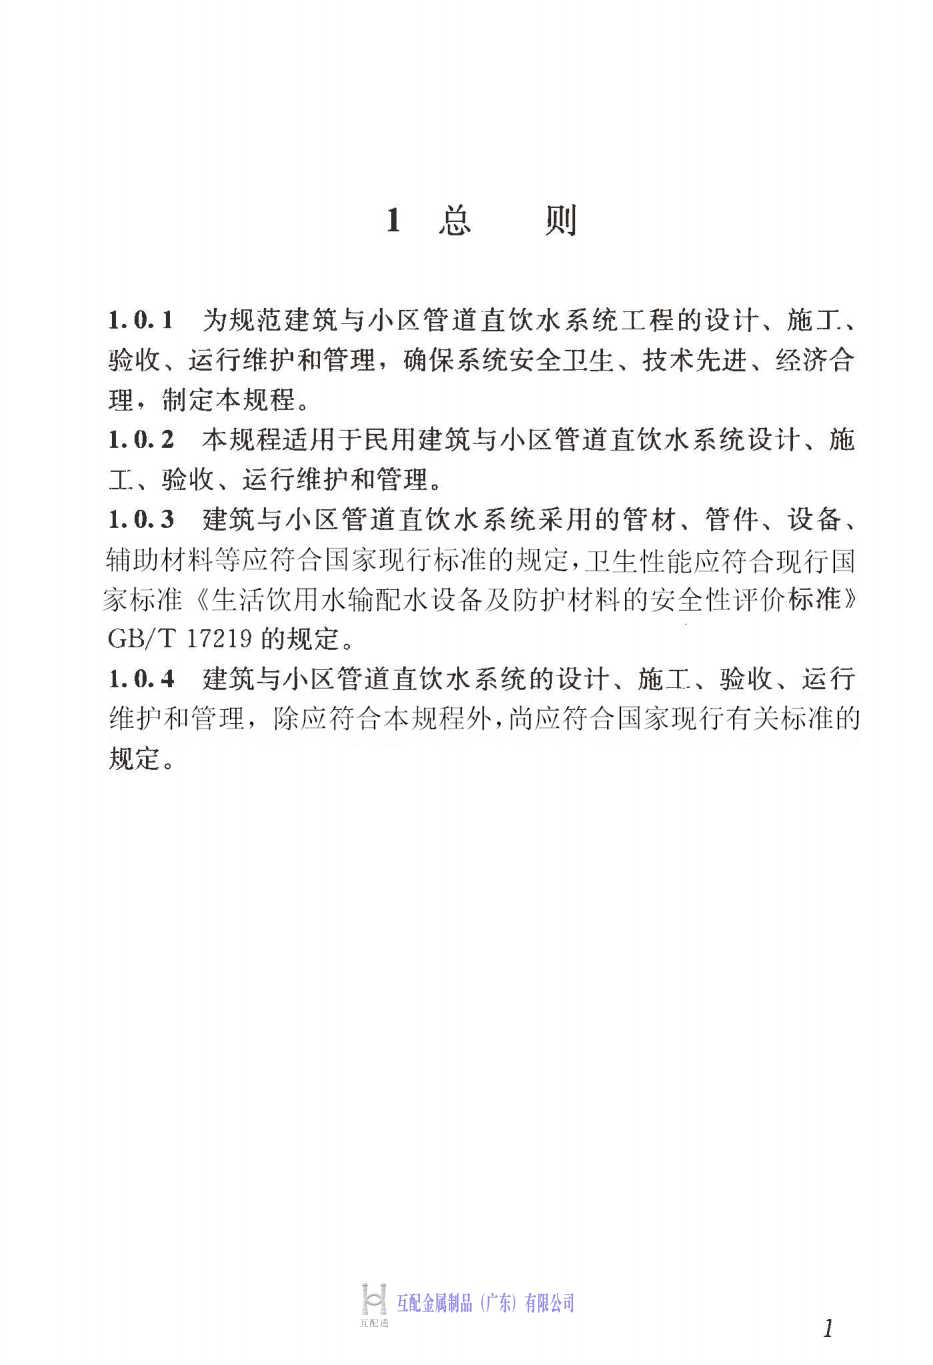 1 总 则
1.0.1 为规范建筑与小区管道直饮水系统工程的设计、施工、
验收、运行维护和管理，确保系统安全卫生、技术先进、经济合
理，制定本规程。
1.0.2 本规程适用于民用建筑与小区管道直饮水系统设计、施
工、验收、运行维护和管理。
1.0.3 建筑与小区管道直饮水系统采用的管材、管件、设备、
辅助材料等应符合国家现行标准的规定，卫生性能应符合现行国
家标准《生活饮用水输配水设备及防护材料的安全性评价标准》
GB/T 17219 的规定。
1.0.4 建筑与小区管道直饮水系统的设计、施工、验收、运行
维护和管理，除应符合本规程外，尚应符合国家现行有关标准的
规定。
互配通
互配金属制品（广东）有限公司
1